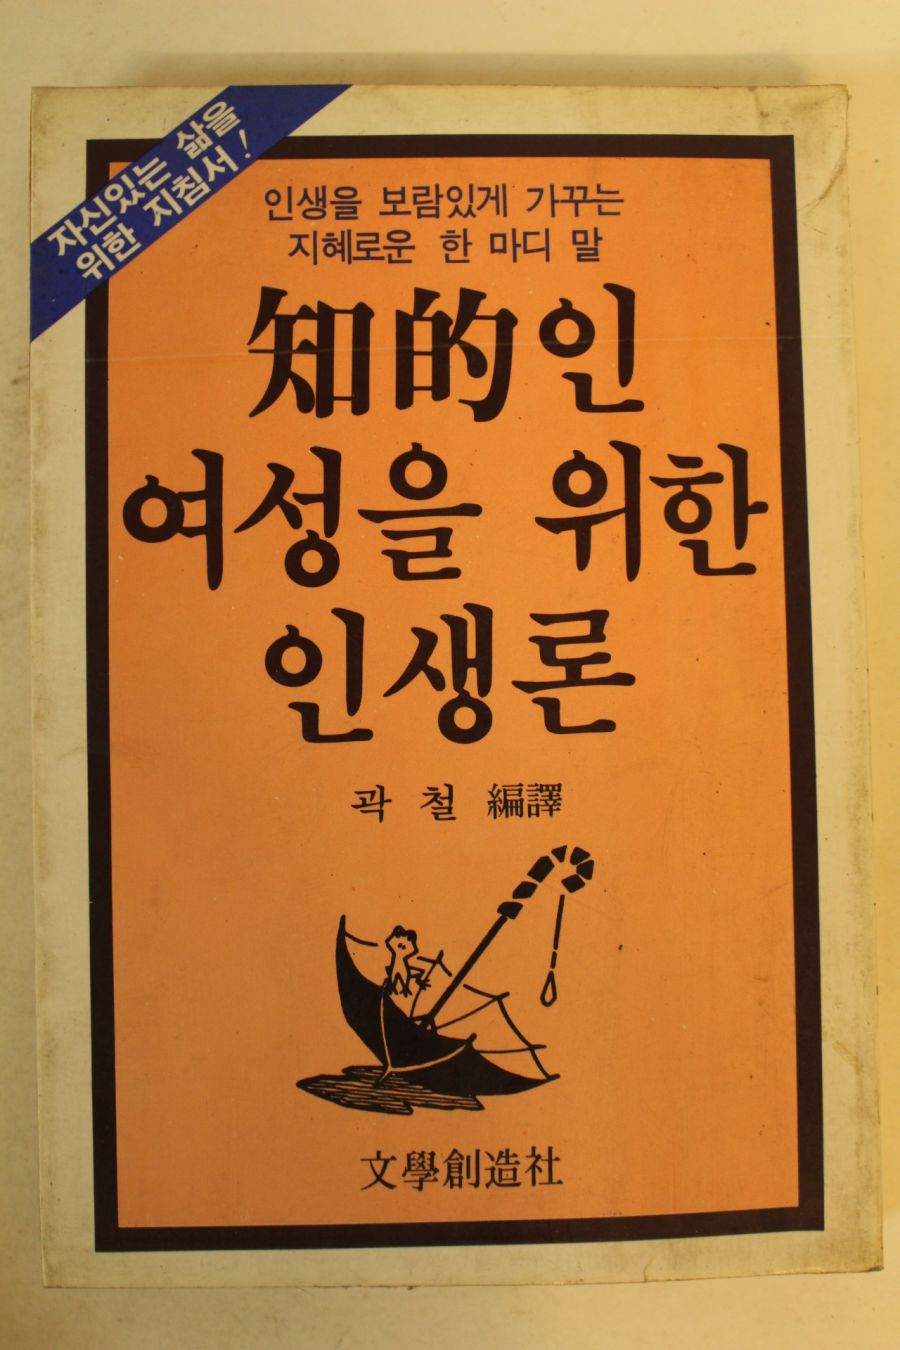 자신있는 삶을
위한 지침서!
인생을 보람있게 가꾸는
지혜로운 한 마디 말
知的인
여성을 위한
인생론
곽 철 編譯
文學創造社